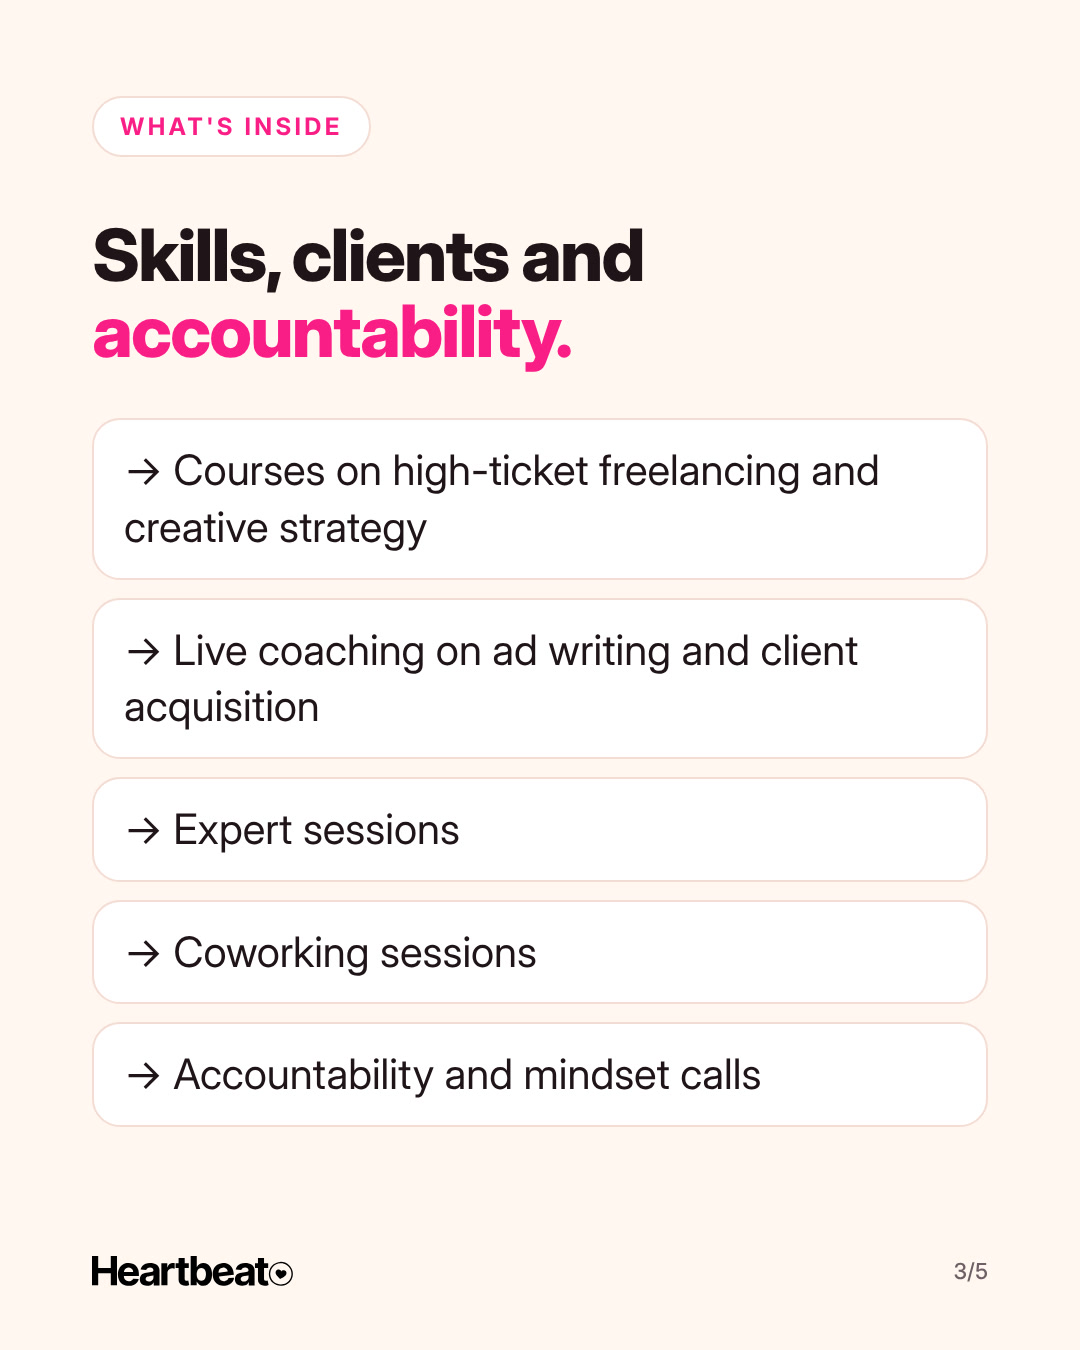 WHAT'S INSIDE
Skills, clients and
accountability.
→ Courses on high-ticket freelancing and
creative strategy
→ Live coaching on ad writing and client
acquisition
→ Expert sessions
→ Coworking sessions
→ Accountability and mindset calls
Heartbeat
3/5